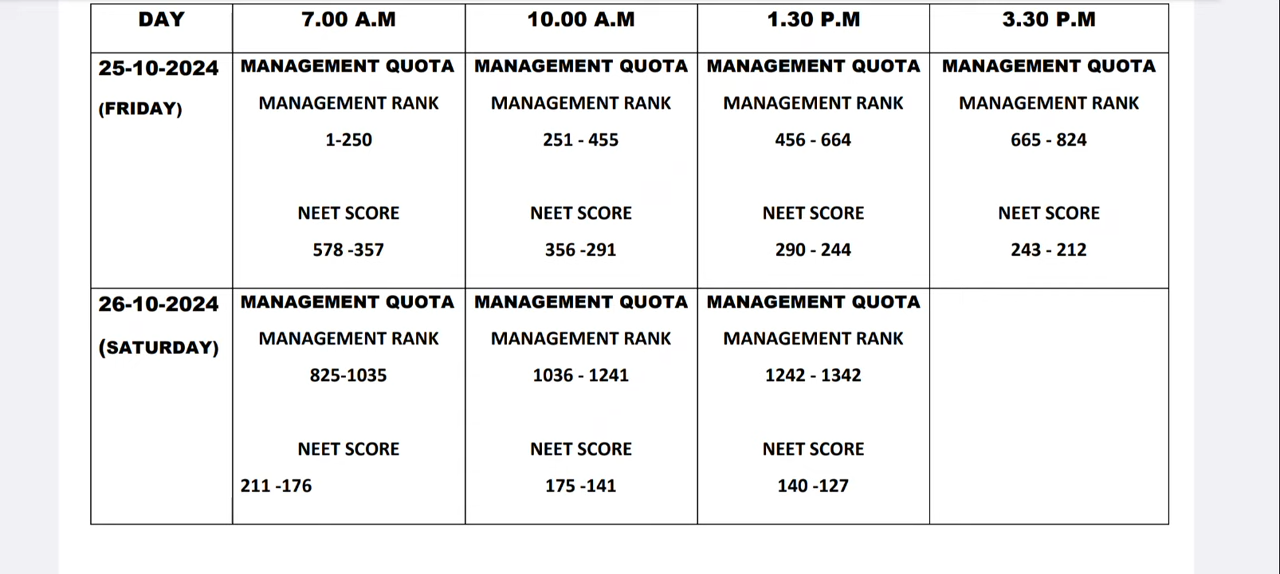 DAY 7.00 A.M 10.00 A.M 1.30 P.M 3.30 P.M
25-10-2024 MANAGEMENT QUOTA MANAGEMENT QUOTA MANAGEMENT QUOTA MANAGEMENT QUOTA
(FRIDAY) MANAGEMENT RANK MANAGEMENT RANK MANAGEMENT RANK MANAGEMENT RANK
1-250 251 - 455 456 - 664 665 - 824
NEET SCORE NEET SCORE NEET SCORE NEET SCORE
578 -357 356 -291 290 - 244 243 - 212
26-10-2024 MANAGEMENT QUOTA MANAGEMENT QUOTA MANAGEMENT QUOTA
(SATURDAY) MANAGEMENT RANK MANAGEMENT RANK MANAGEMENT RANK
825-1035 1036 - 1241 1242 - 1342
NEET SCORE NEET SCORE NEET SCORE
211 -176 175 -141 140 -127